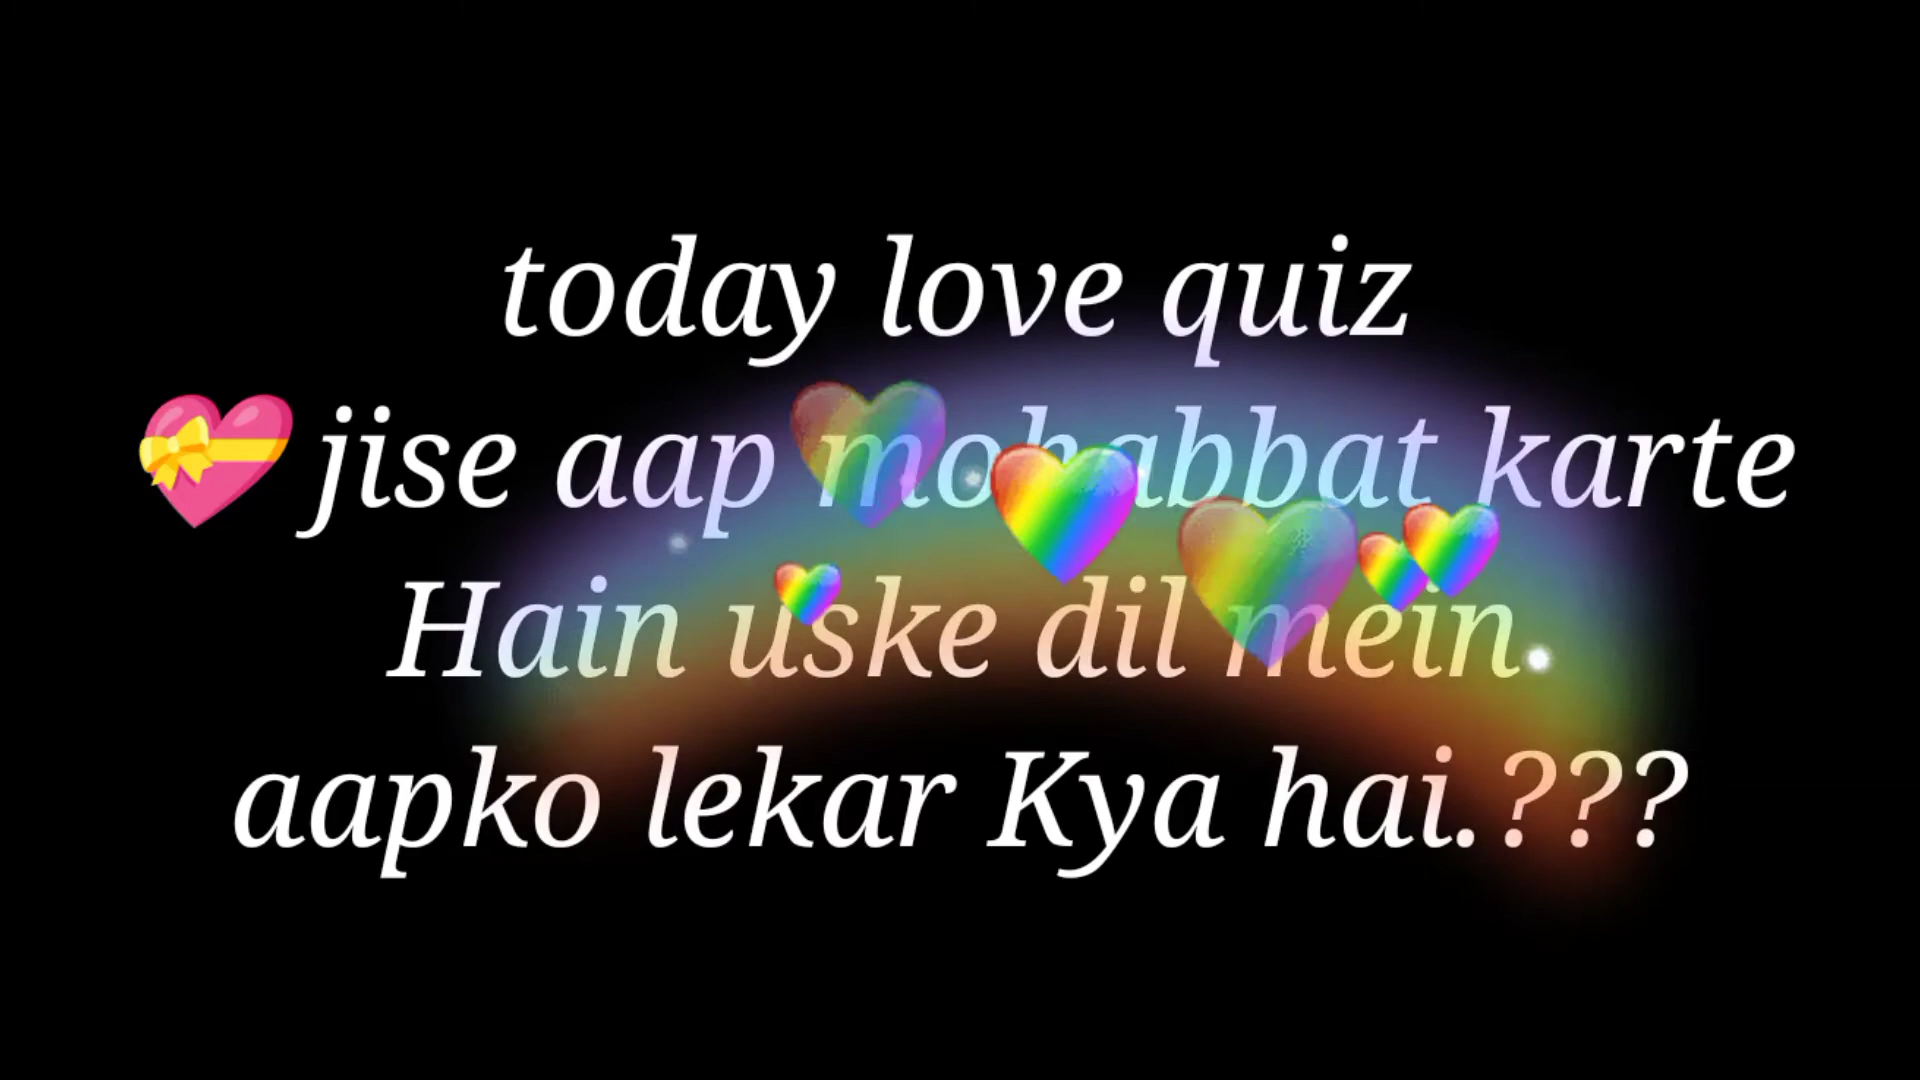 today love quiz
💝 jise aap mohabbat karte
Hain uske dil mein
aapko lekar Kya hai.???